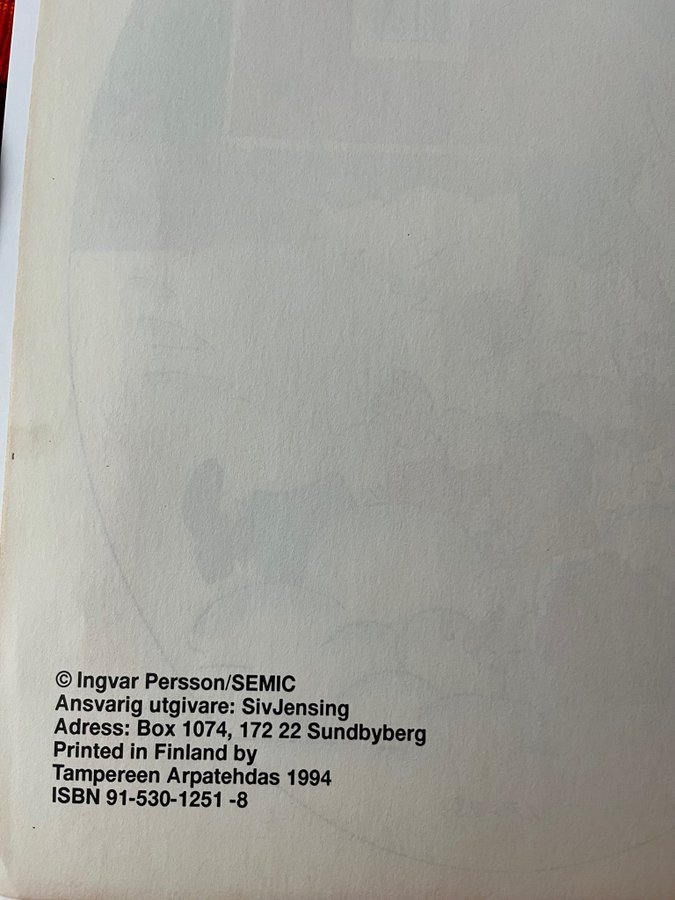 © Ingvar Persson/SEMIC
Ansvarig utgivare: SivJensing
Adress: Box 1074, 172 22 Sundbyberg
Printed in Finland by
Tampereen Arpatehdas 1994
ISBN 91-530-1251 -8